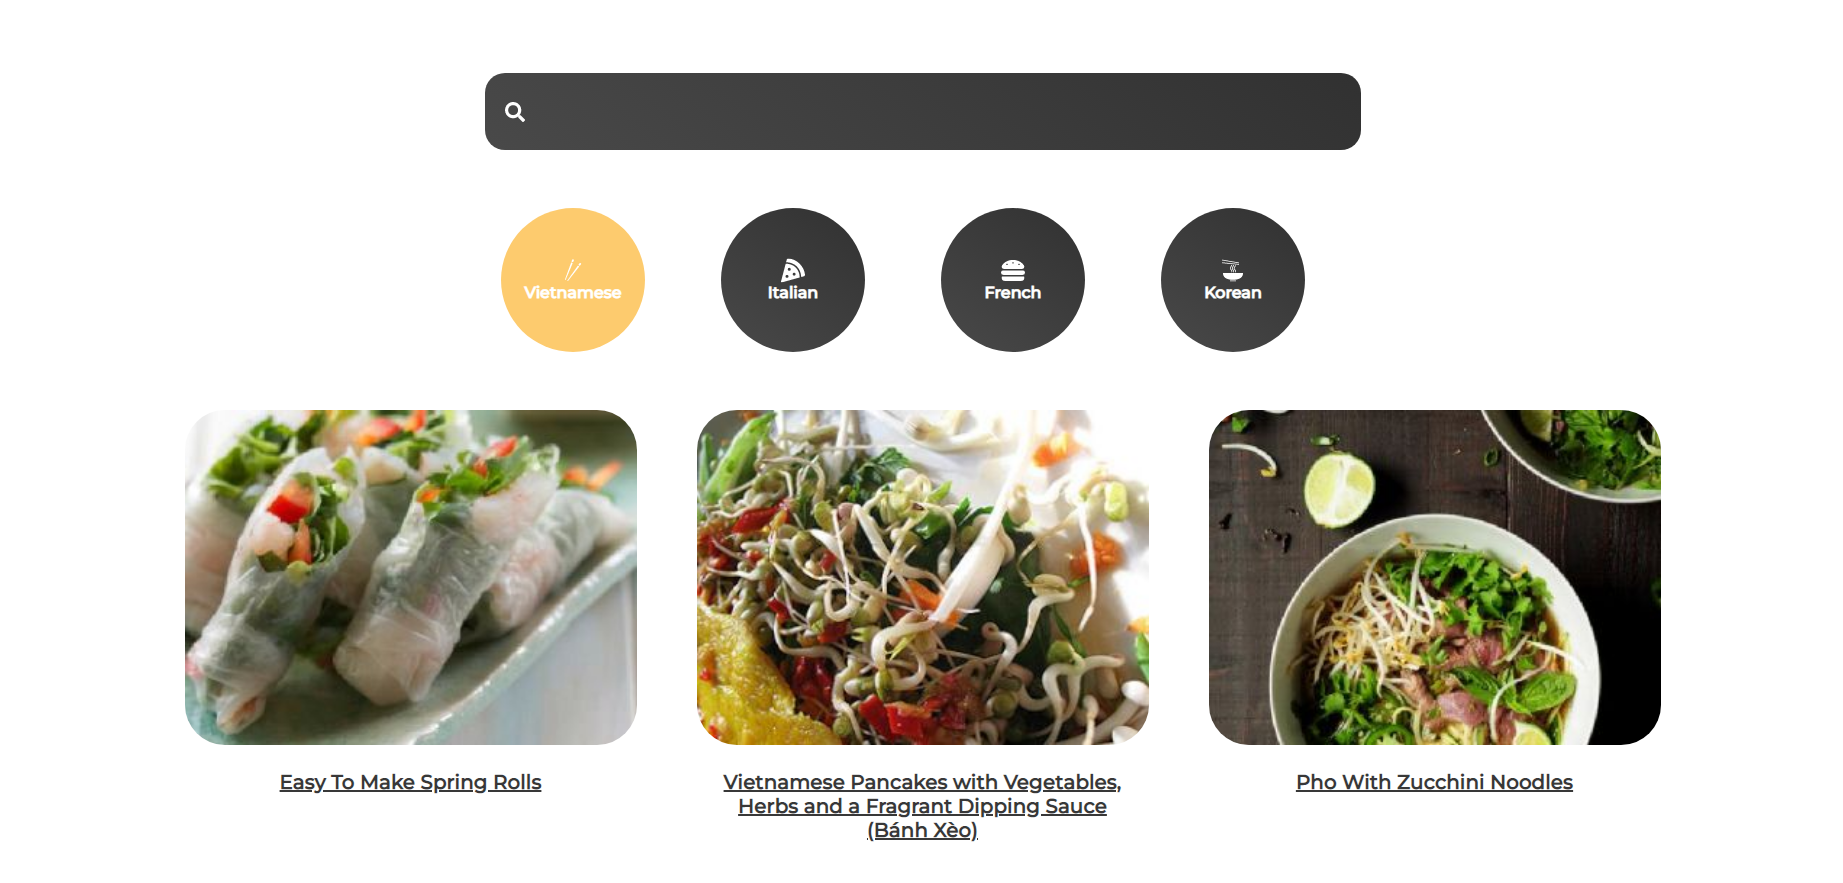 Vietnamese
Italian
French
Korean
Easy To Make Spring Rolls
Vietnamese Pancakes with Vegetables,
Herbs and a Fragrant Dipping Sauce
(Bánh Xèo)
Pho With Zucchini Noodles